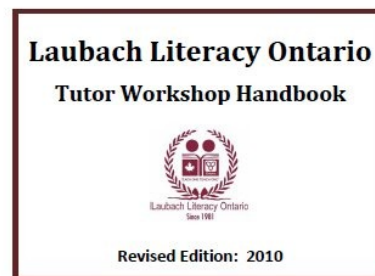 Laubach Literacy Ontario
Tutor Workshop Handbook
Laubach Literacy Ontario
Since 1981
Revised Edition: 2010